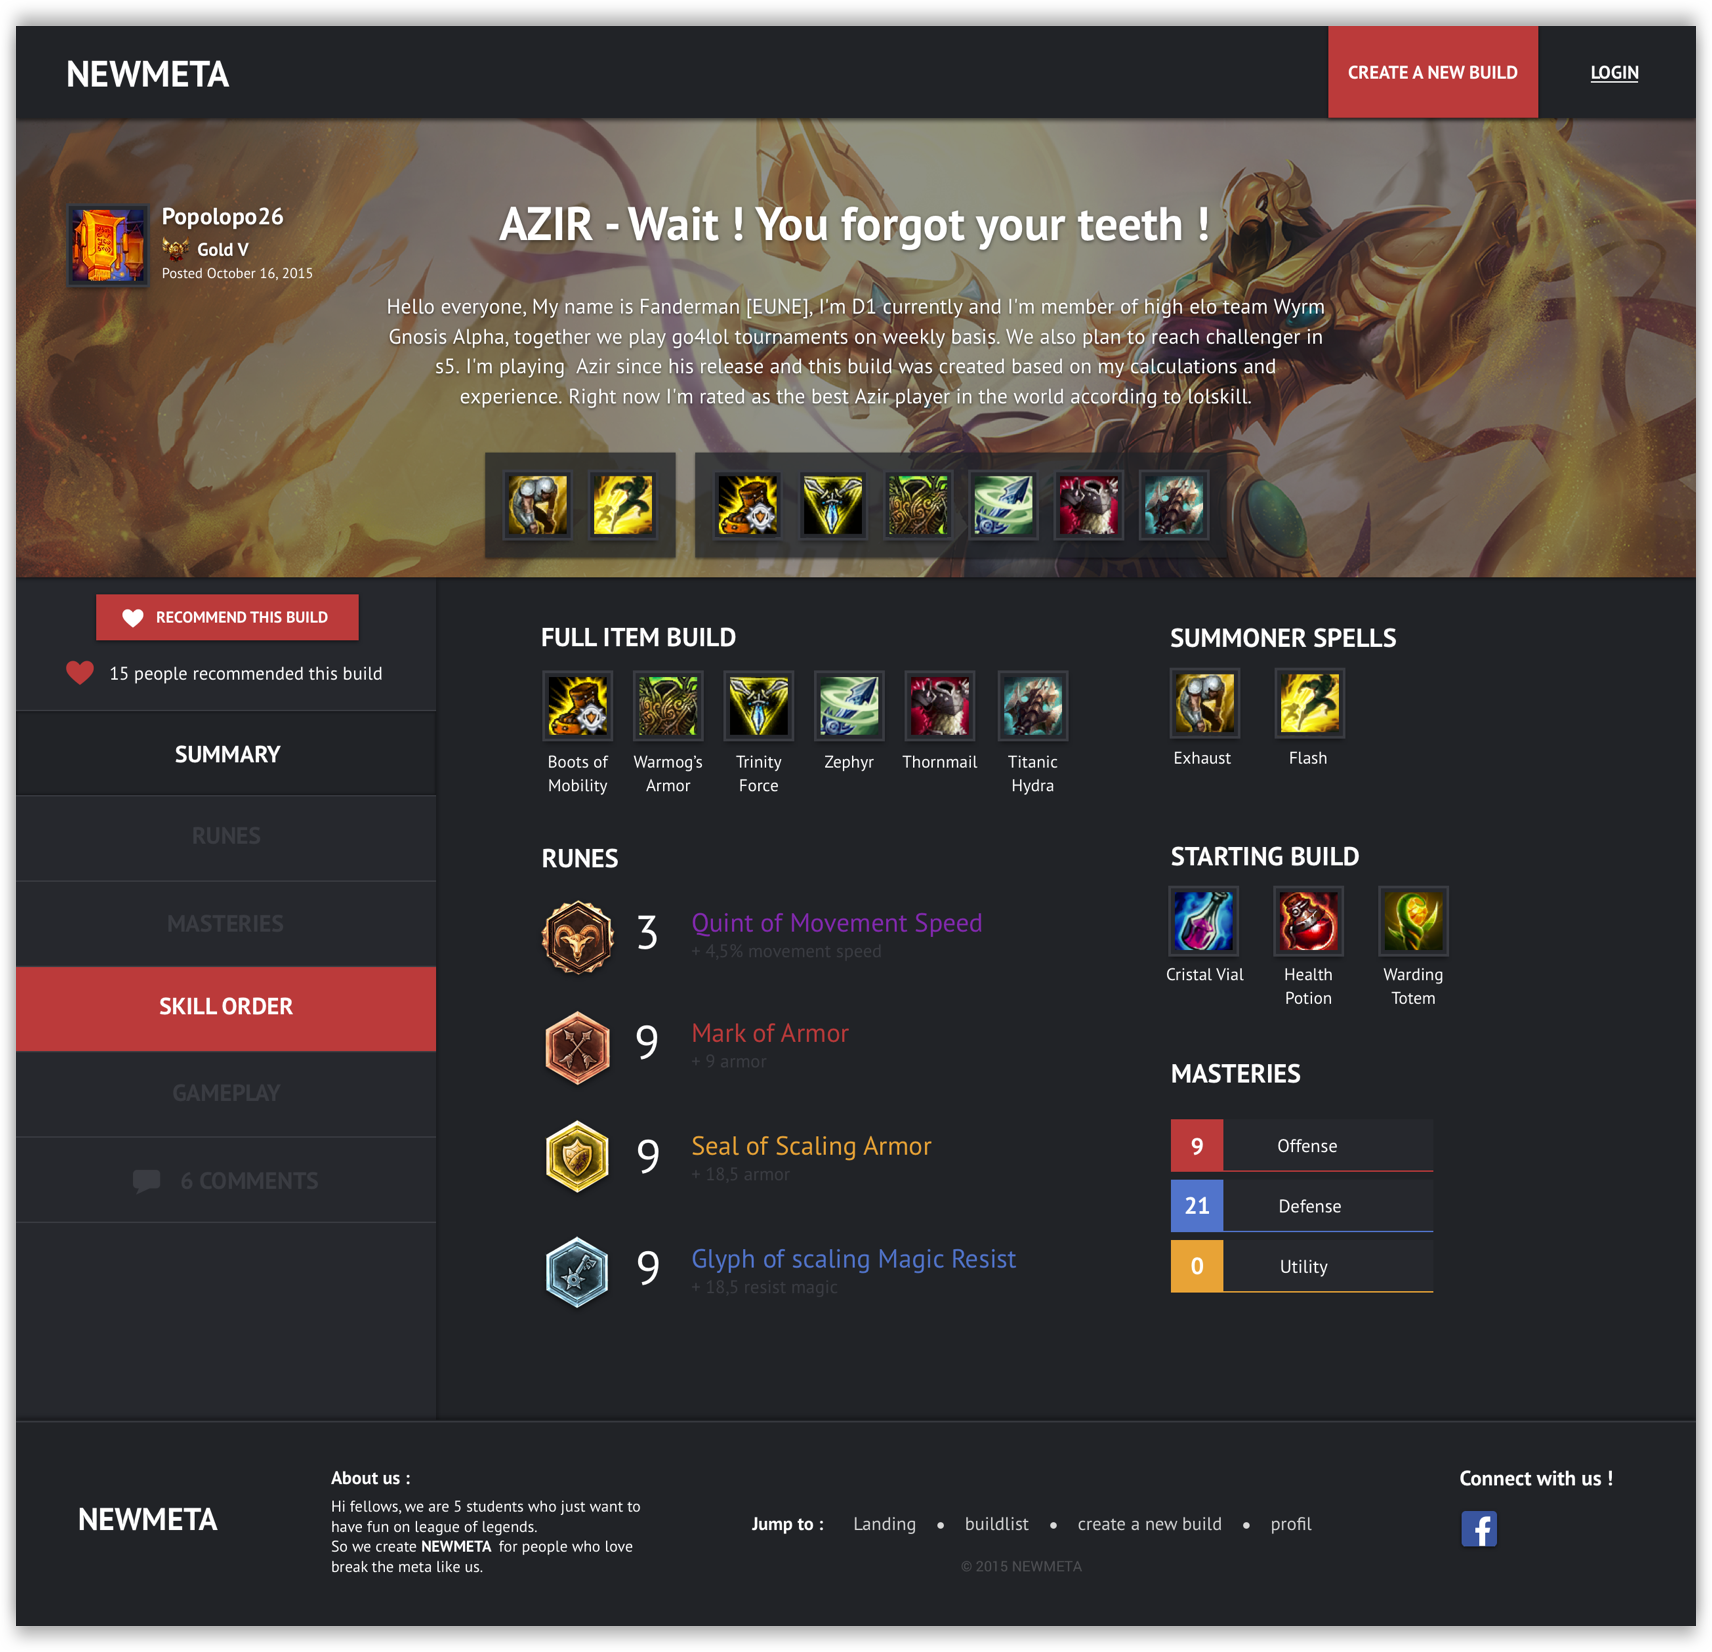 NEWMETA
CREATE A NEW BUILD
LOGIN
Popolopo26
Gold V
Posted October 16, 2015
AZIR - Wait ! You forgot your teeth !
Hello everyone, My name is Fanderman [EUNE], I'm D1 currently and I'm member of high elo team Wyrm
Gnosis Alpha, together we play go4lol tournaments on weekly basis. We also plan to reach challenger in
s5. I'm playing  Azir since his release and this build was created based on my calculations and
experience. Right now I'm rated as the best Azir player in the world according to lolskill.
RECOMMEND THIS BUILD
15 people recommended this build
SUMMARY
RUNES
MASTERIES
SKILL ORDER
GAMEPLAY
6 COMMENTS
FULL ITEM BUILD
Boots of
Mobility
Warmog's
Armor
Trinity
Force
Zephyr
Thornmail
Titanic
Hydra
SUMMONER SPELLS
Exhaust
Flash
RUNES
3
Quint of Movement Speed
+ 4,5% movement speed
9
Mark of Armor
+ 9 armor
9
Seal of Scaling Armor
+ 18,5 armor
9
Glyph of scaling Magic Resist
+ 18,5 resist magic
STARTING BUILD
Cristal Vial
Health
Potion
Warding
Totem
MASTERIES
9 Offense
21 Defense
0 Utility
NEWMETA
About us :
Hi fellows, we are 5 students who just want to
have fun on league of legends.
So we create NEWMETA  for people who love
break the meta like us.
Jump to : Landing • buildlist • create a new build • profil
© 2015 NEWMETA
Connect with us !
f